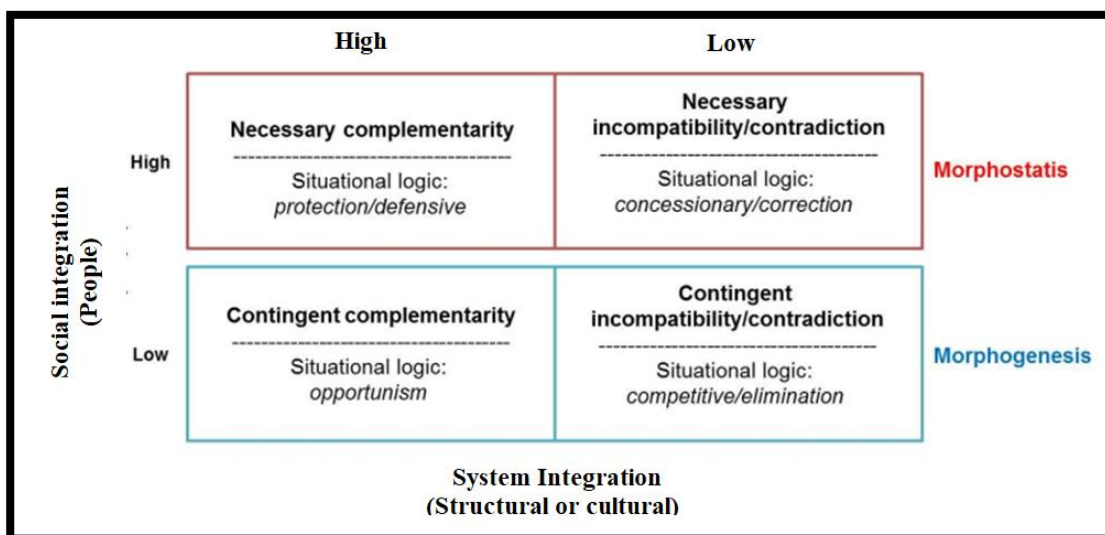 High
Low
Necessary complementarity
Situational logic:
protection/defensive
Necessary
incompatibility/contradiction
Situational logic:
concessionary/correction
High
Morphostatis
Social integration
(People)
Contingent complementarity
Situational logic:
opportunism
Contingent
incompatibility/contradiction
Situational logic:
competitive/elimination
Low
Morphogenesis
System Integration
(Structural or cultural)